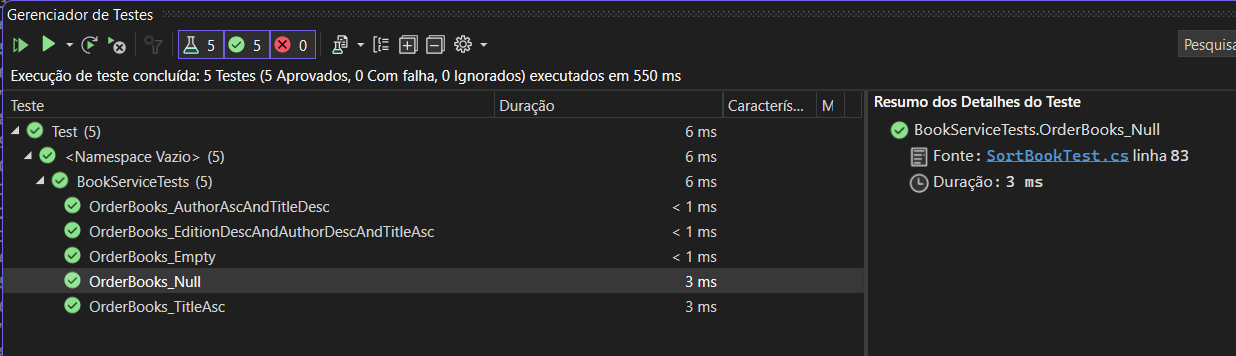 Gerenciador de Testes
5 5 0
Pesquisa
Execução de teste concluída: 5 Testes (5 Aprovados, 0 Com falha, 0 Ignorados) executados em 550 ms
Teste Duração Caracterís... M
Test (5) 6 ms
<Namespace Vazio> (5) 6 ms
BookServiceTests (5) 6 ms
OrderBooks_AuthorAscAndTitleDesc < 1 ms
OrderBooks_EditionDescAndAuthorDescAndTitleAsc < 1 ms
OrderBooks_Empty < 1 ms
OrderBooks_Null 3 ms
OrderBooks_TitleAsc 3 ms
Resumo dos Detalhes do Teste
BookServiceTests.OrderBooks_Null
Fonte: SortBookTest.cs linha 83
Duração: 3 ms